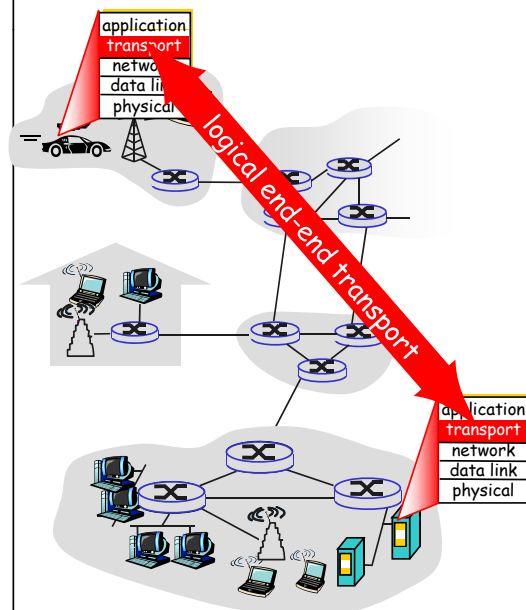 application
transport
network
data link
physical
logical end-end transport
application
transport
network
data link
physical